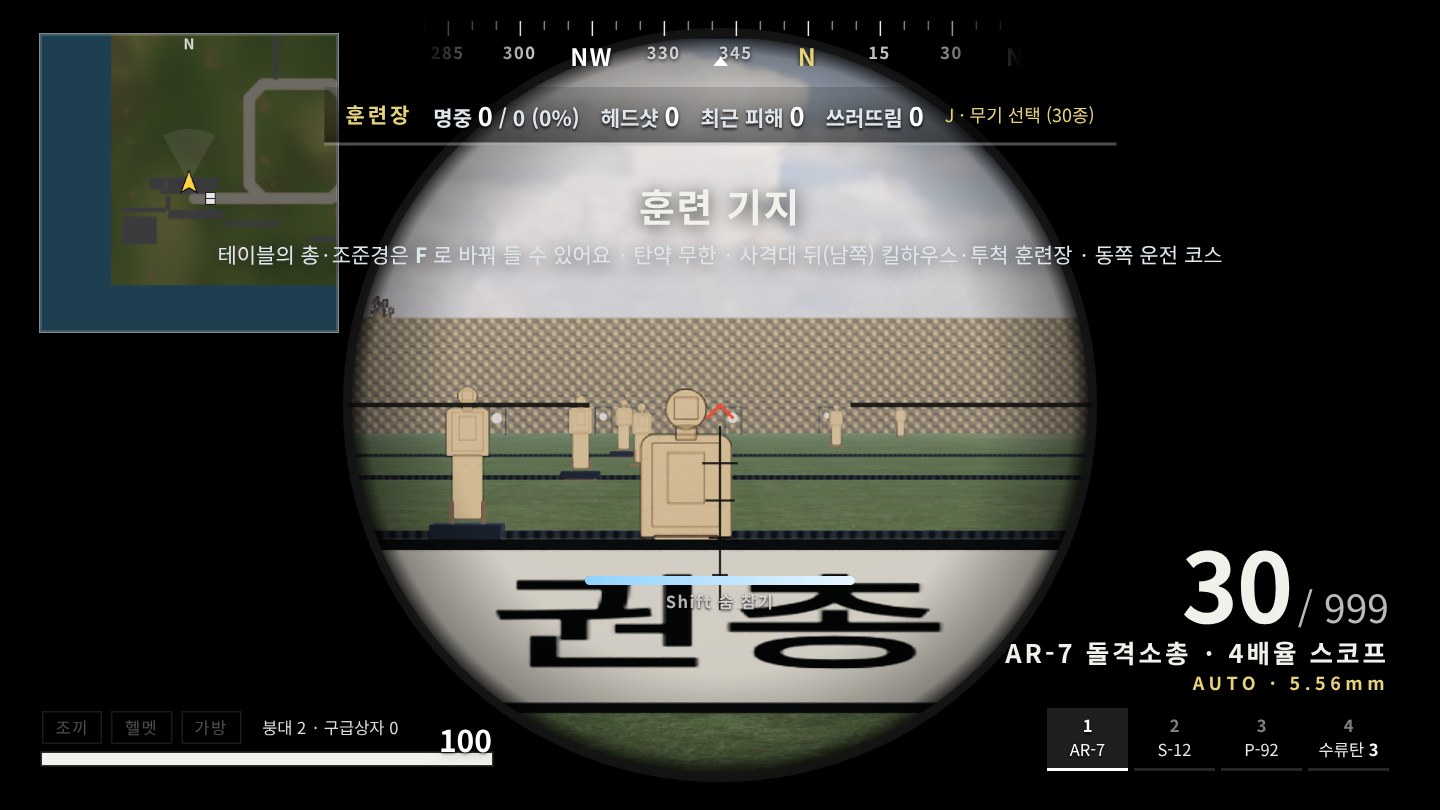 N
285 300 NW 330 345 N 15 30 N
훈련장 명중 0 / 0 (0%) 헤드샷 0 최근 피해 0 쓰러뜨림 0 J · 무기 선택 (30종)
훈련 기지
테이블의 총·조준경은 F 로 바꿔 들 수 있어요 · 탄약 무한 · 사격대 뒤(남쪽) 킬하우스·투척 훈련장 · 동쪽 운전 코스
권총
Shift 숨 참기
30 / 999
AR-7 돌격소총 · 4배율 스코프
AUTO · 5.56mm
조끼 헬멧 가방 붕대 2 · 구급상자 0 100
1 2 3 4
AR-7 S-12 P-92 수류탄 3